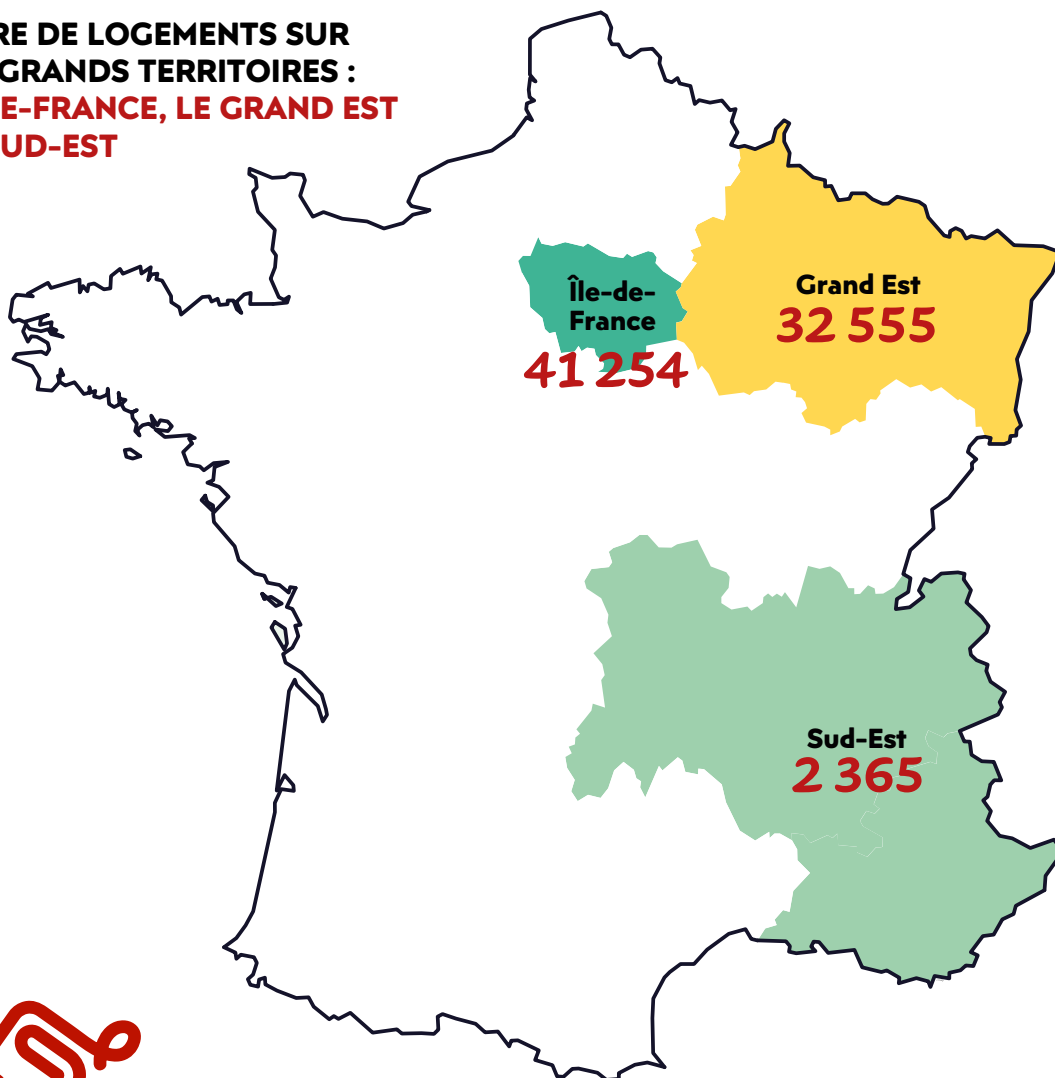 RE DE LOGEMENTS SUR
GRANDS TERRITOIRES :
E-FRANCE, LE GRAND EST
UD-EST
Île-de-
France
41 254
Grand Est
32 555
Sud-Est
2 365